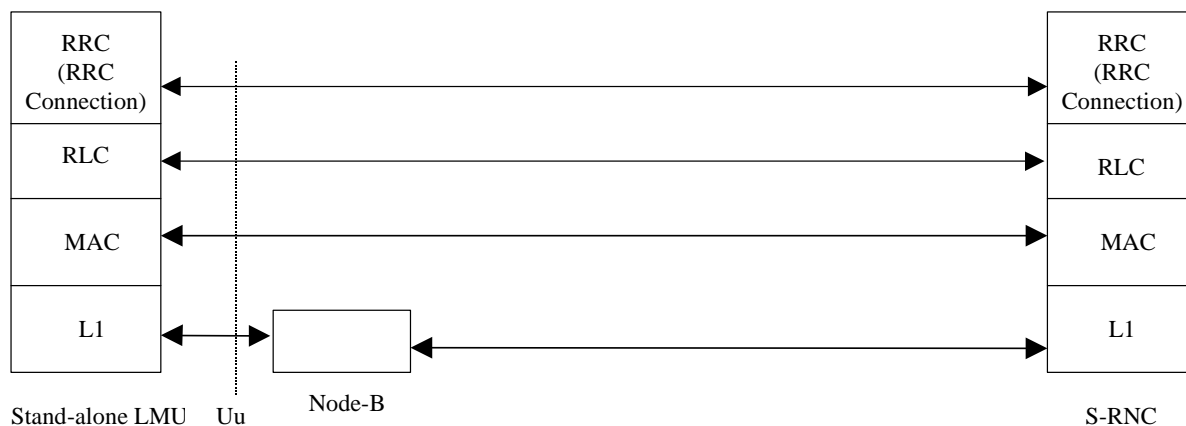 RRC
(RRC
Connection)
RRC
(RRC
Connection)
RLC
RLC
MAC
MAC
L1
L1
Stand-alone LMU
Uu
Node-B
S-RNC